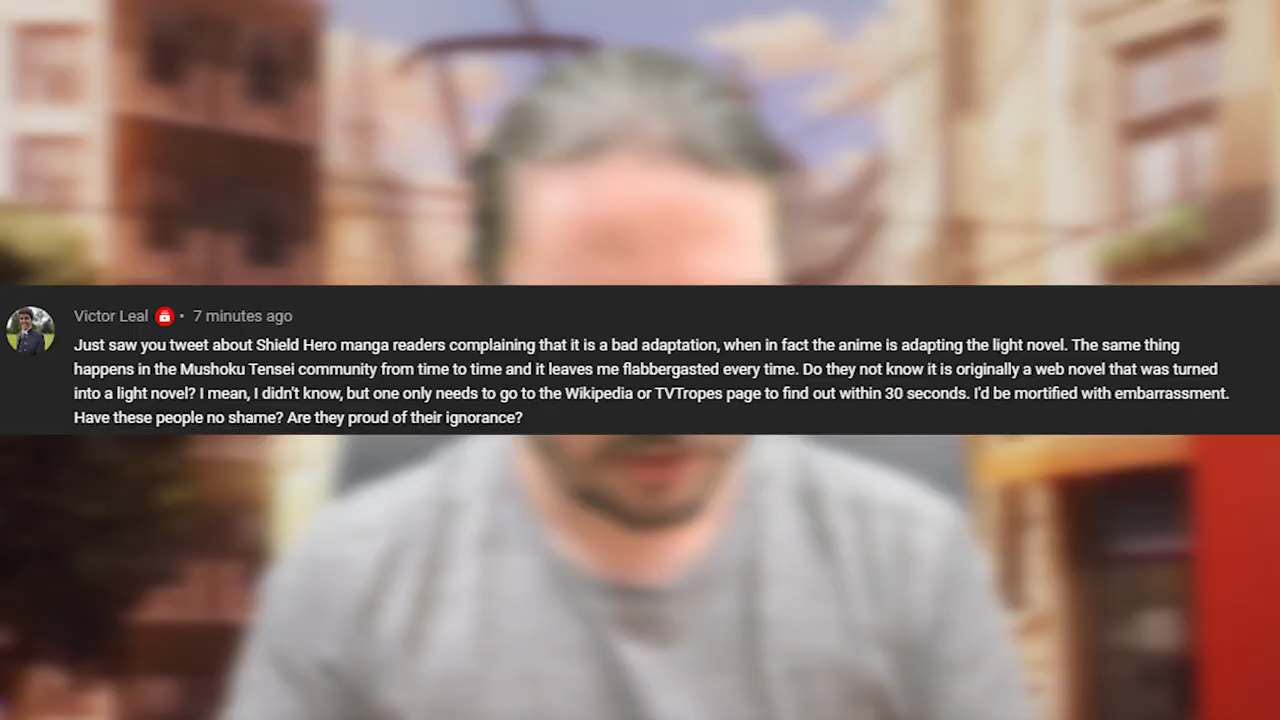 Victor Leal • 7 minutes ago
Just saw you tweet about Shield Hero manga readers complaining that it is a bad adaptation, when in fact the anime is adapting the light novel. The same thing
happens in the Mushoku Tensei community from time to time and it leaves me flabbergasted every time. Do they not know it is originally a web novel that was turned
into a light novel? I mean, I didn't know, but one only needs to go to the Wikipedia or TVTropes page to find out within 30 seconds. I'd be mortified with embarrassment.
Have these people no shame? Are they proud of their ignorance?